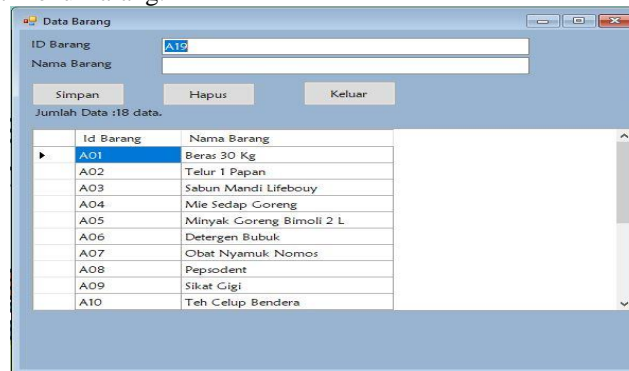 Data Barang
ID Barang A19
Nama Barang
Simpan Hapus Keluar
Jumlah Data :18 data.
Id Barang Nama Barang
A01 Beras 30 Kg
A02 Telur 1 Papan
A03 Sabun Mandi Lifebouy
A04 Mie Sedap Goreng
A05 Minyak Goreng Bimoli 2 L
A06 Detergen Bubuk
A07 Obat Nyamuk Nomos
A08 Pepsodent
A09 Sikat Gigi
A10 Teh Celup Bendera